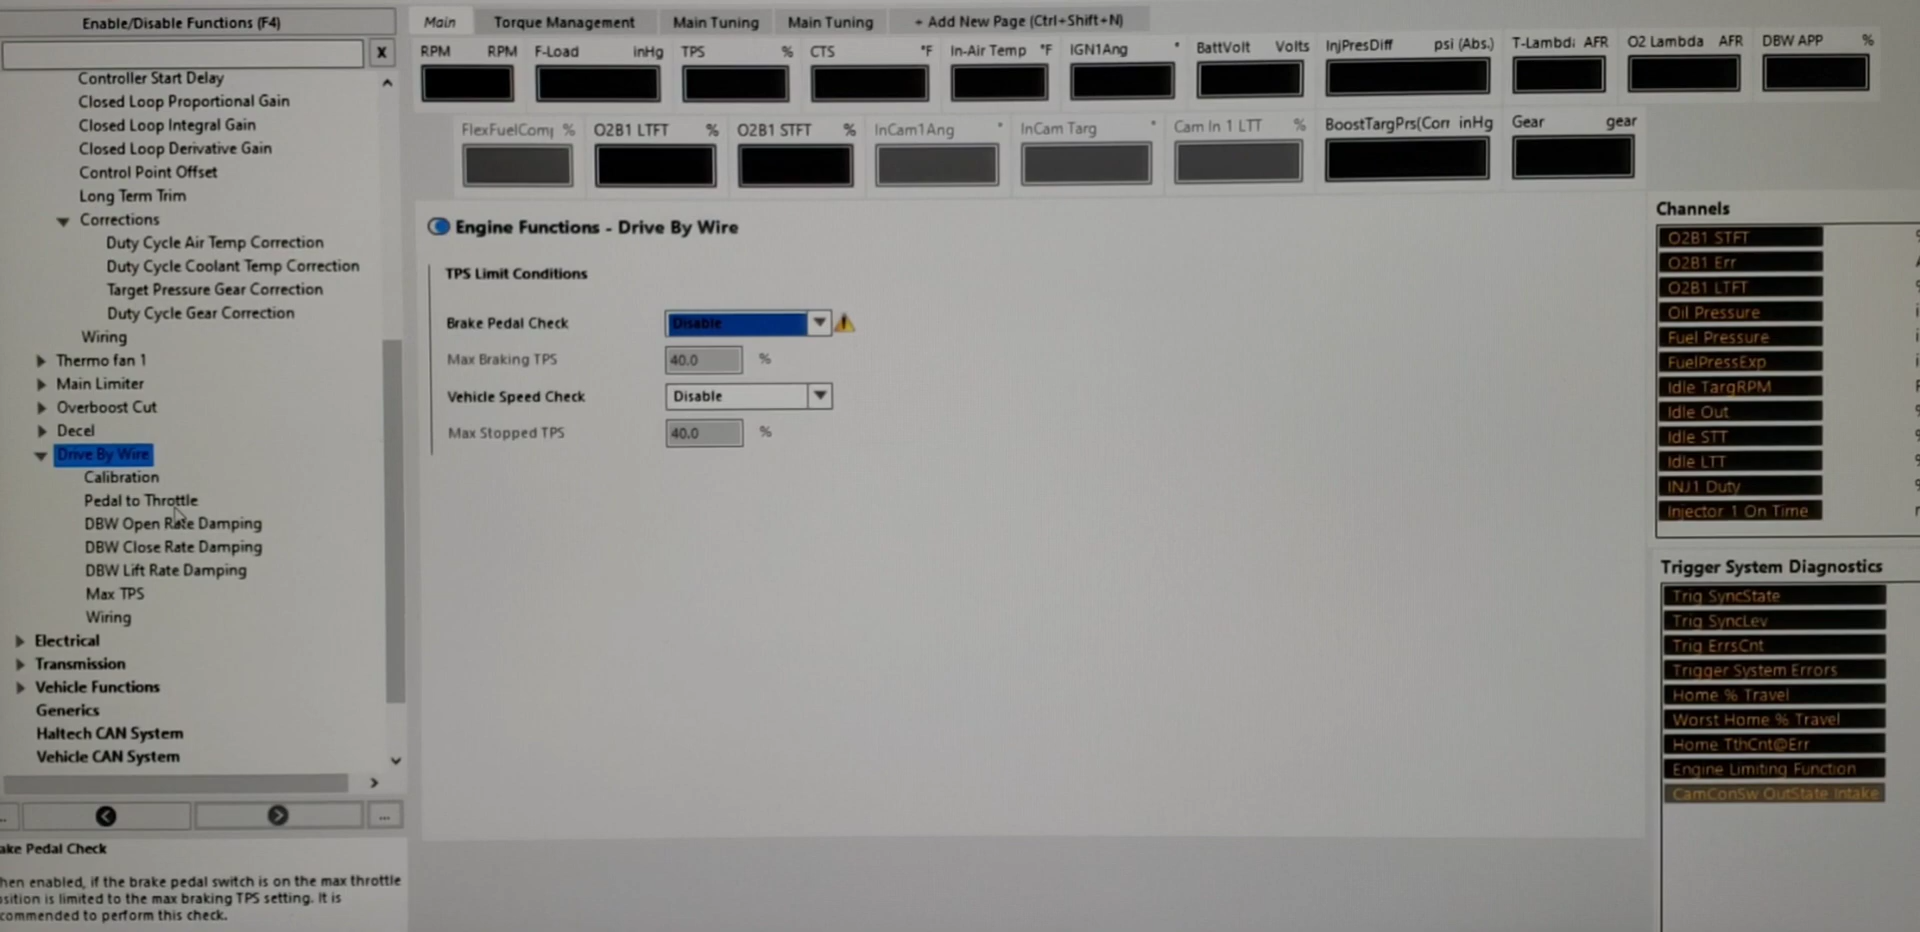 Enable/Disable Functions (F4)
X
Controller Start Delay
Closed Loop Proportional Gain
Closed Loop Integral Gain
Closed Loop Derivative Gain
Control Point Offset
Long Term Trim
Corrections
Duty Cycle Air Temp Correction
Duty Cycle Coolant Temp Correction
Target Pressure Gear Correction
Duty Cycle Gear Correction
Wiring
Thermo fan 1
Main Limiter
Overboost Cut
Decel
Drive By Wire
Calibration
Pedal to Throttle
DBW Open Rate Damping
DBW Close Rate Damping
DBW Lift Rate Damping
Max TPS
Wiring
Electrical
Transmission
Vehicle Functions
Generics
Haltech CAN System
Vehicle CAN System
...
ake Pedal Check
hen enabled, if the brake pedal switch is on the max throttle
sition is limited to the max braking TPS setting. It is
commended to perform this check.
Main Torque Management Main Tuning Main Tuning + Add New Page (Ctrl+Shift+N)
RPM RPM F-Load inHg TPS % CTS °F In-Air Temp °F IGN1Ang ° BattVolt Volts InjPresDiff psi (Abs.) T-Lambd: AFR O2 Lambda AFR DBW APP %
FlexFuelComp % O2B1 LTFT % O2B1 STFT % InCam1Ang ° InCam Targ ° Cam In 1 LTT % BoostTargPrs(Corr inHg Gear gear
Engine Functions - Drive By Wire
TPS Limit Conditions
Brake Pedal Check Disable
Max Braking TPS 40.0 %
Vehicle Speed Check Disable
Max Stopped TPS 40.0 %
Channels
O2B1 STFT
O2B1 Err
O2B1 LTFT
Oil Pressure
Fuel Pressure
FuelPressExp
Idle TargRPM
Idle Out
Idle STT
Idle LTT
INJ1 Duty
Injector 1 On Time
Trigger System Diagnostics
Trig SyncState
Trig SyncLev
Trig ErrsCnt
Trigger System Errors
Home % Travel
Worst Home % Travel
Home TthCnt@Err
Engine Limiting Function
CamConSw OutState Intake